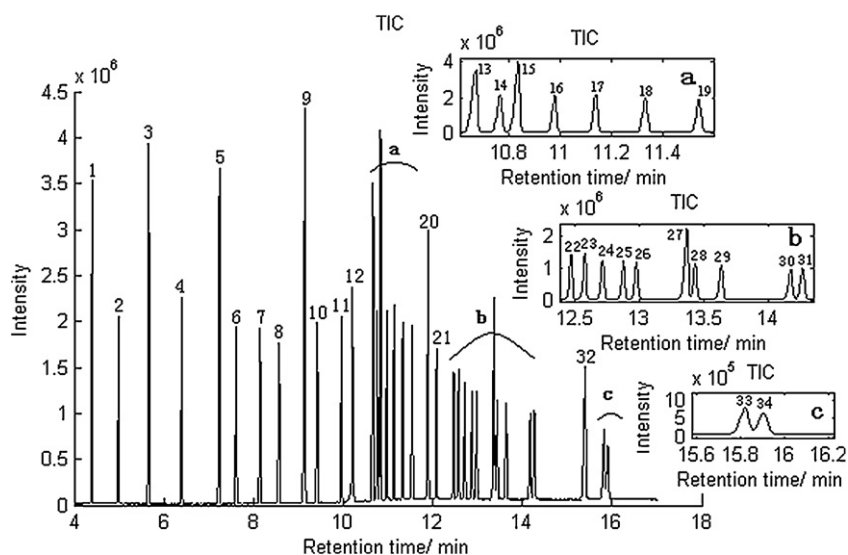 TIC
x 10^6
Intensity
5
4.5
4
3.5
3
2.5
2
1.5
1
0.5
0
4 6 8 10 12 14 16 18
Retention time/ min
1 2 3 4 5 6 7 8 9 10 11 12
a
20
21
b
32
c
x 10^6 TIC
Intensity
4
2
0
13 14 15 16 17 18 19
a
10.8 11 11.2 11.4
Retention time/ min
x 10^6 TIC
Intensity
2
1
0
22 23 24 25 26 27 28 29 30 31
b
12.5 13 13.5 14
Retention time/ min
x 10^5 TIC
Intensity
10
5
0
33 34
c
15.6 15.8 16 16.2
Retention time/ min